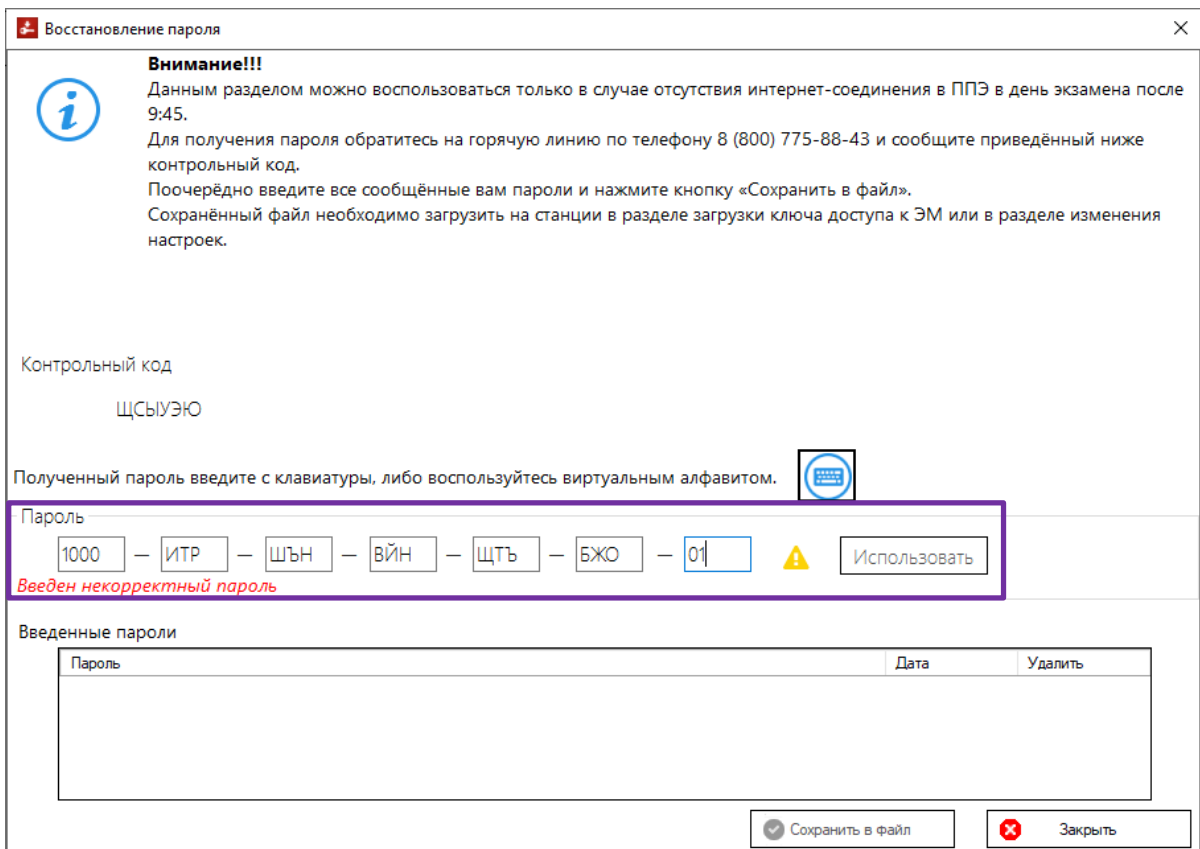 Восстановление пароля
Внимание!!!
Данным разделом можно воспользоваться только в случае отсутствия интернет-соединения в ППЭ в день экзамена после
9:45.
Для получения пароля обратитесь на горячую линию по телефону 8 (800) 775-88-43 и сообщите приведённый ниже
контрольный код.
Поочерёдно введите все сообщённые вам пароли и нажмите кнопку «Сохранить в файл».
Сохранённый файл необходимо загрузить на станции в разделе загрузки ключа доступа к ЭМ или в разделе изменения
настроек.
Контрольный код
ЩСЫУЭЮ
Полученный пароль введите с клавиатуры, либо воспользуйтесь виртуальным алфавитом.
Пароль
1000 — ИТР — ШЪН — ВЙН — ЩТЪ — БЖО — 01 Использовать
Введен некорректный пароль
Введенные пароли
Пароль Дата Удалить
Сохранить в файл Закрыть